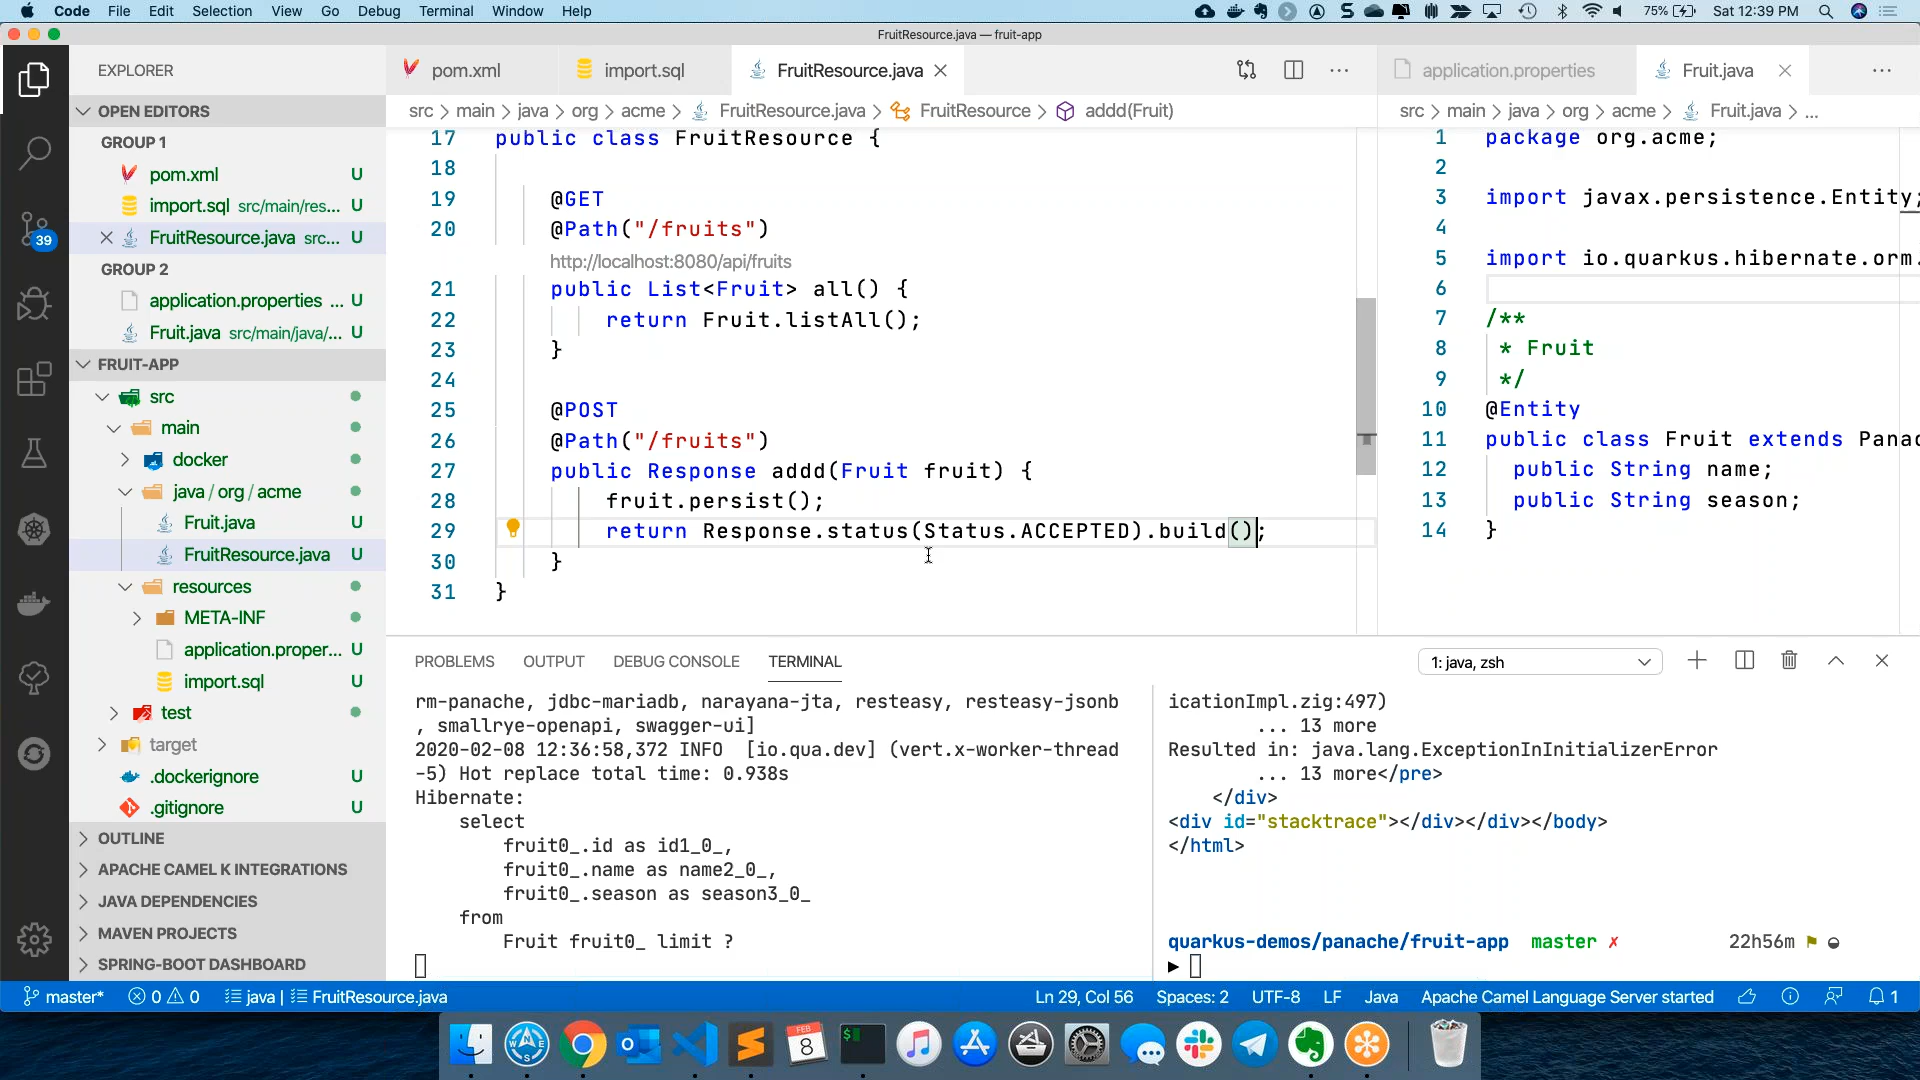 Code File Edit Selection View Go Debug Terminal Window Help
75% Sat 12:39 PM
FruitResource.java — fruit-app
EXPLORER
OPEN EDITORS
GROUP 1
pom.xml U
import.sql src/main/res... U
FruitResource.java src... U
GROUP 2
application.properties ... U
Fruit.java src/main/java/... U
FRUIT-APP
src
main
docker
java / org / acme
Fruit.java U
FruitResource.java U
resources
META-INF
application.proper... U
import.sql U
test
target
.dockerignore U
.gitignore U
OUTLINE
APACHE CAMEL K INTEGRATIONS
JAVA DEPENDENCIES
MAVEN PROJECTS
SPRING-BOOT DASHBOARD
39
pom.xml import.sql FruitResource.java
src > main > java > org > acme > FruitResource.java > FruitResource > addd(Fruit)
17 public class FruitResource {
18
19 @GET
20 @Path("/fruits")
http://localhost:8080/api/fruits
21 public List<Fruit> all() {
22 return Fruit.listAll();
23 }
24
25 @POST
26 @Path("/fruits")
27 public Response addd(Fruit fruit) {
28 fruit.persist();
29 return Response.status(Status.ACCEPTED).build();
30 }
31 }
application.properties Fruit.java
src > main > java > org > acme > Fruit.java > ...
1 package org.acme;
2
3 import javax.persistence.Entity;
4
5 import io.quarkus.hibernate.orm.
6
7 /**
8 * Fruit
9 */
10 @Entity
11 public class Fruit extends Panac
12 public String name;
13 public String season;
14 }
PROBLEMS OUTPUT DEBUG CONSOLE TERMINAL
1: java, zsh
rm-panache, jdbc-mariadb, narayana-jta, resteasy, resteasy-jsonb
, smallrye-openapi, swagger-ui]
2020-02-08 12:36:58,372 INFO [io.qua.dev] (vert.x-worker-thread
-5) Hot replace total time: 0.938s
Hibernate:
select
fruit0_.id as id1_0_,
fruit0_.name as name2_0_,
fruit0_.season as season3_0_
from
Fruit fruit0_ limit ?
icationImpl.zig:497)
... 13 more
Resulted in: java.lang.ExceptionInInitializerError
... 13 more</pre>
</div>
<div id="stacktrace"></div></div></body>
</html>
quarkus-demos/panache/fruit-app master ✗ 22h56m
master* 0 0 java | FruitResource.java
Ln 29, Col 56 Spaces: 2 UTF-8 LF Java Apache Camel Language Server started 1
FEB
8